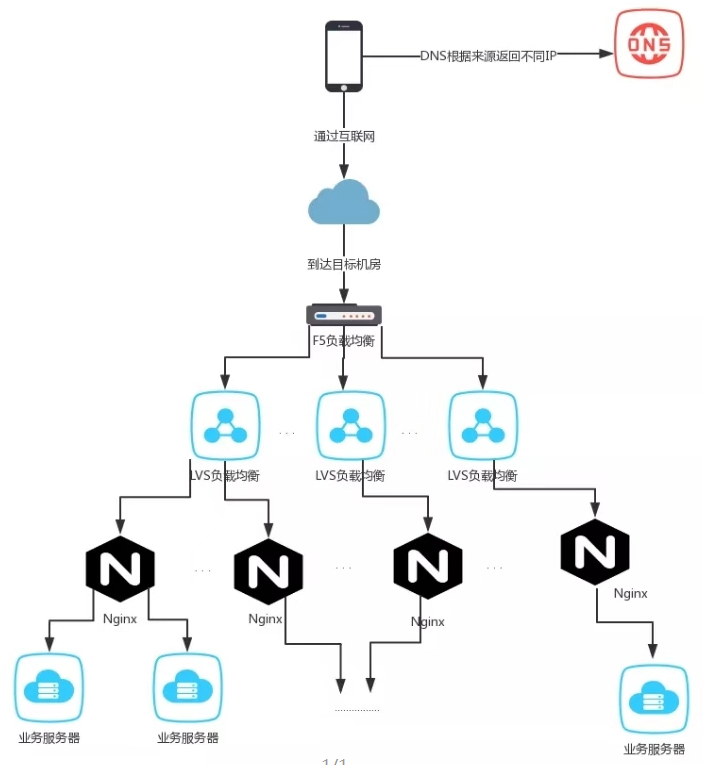 DNS
DNS根据来源返回不同IP
通过互联网
到达目标机房
F5负载均衡
... ...
LVS负载均衡 LVS负载均衡 LVS负载均衡
N N N N
... ... ...
Nginx Nginx Nginx Nginx
................
业务服务器 业务服务器 业务服务器
1/1